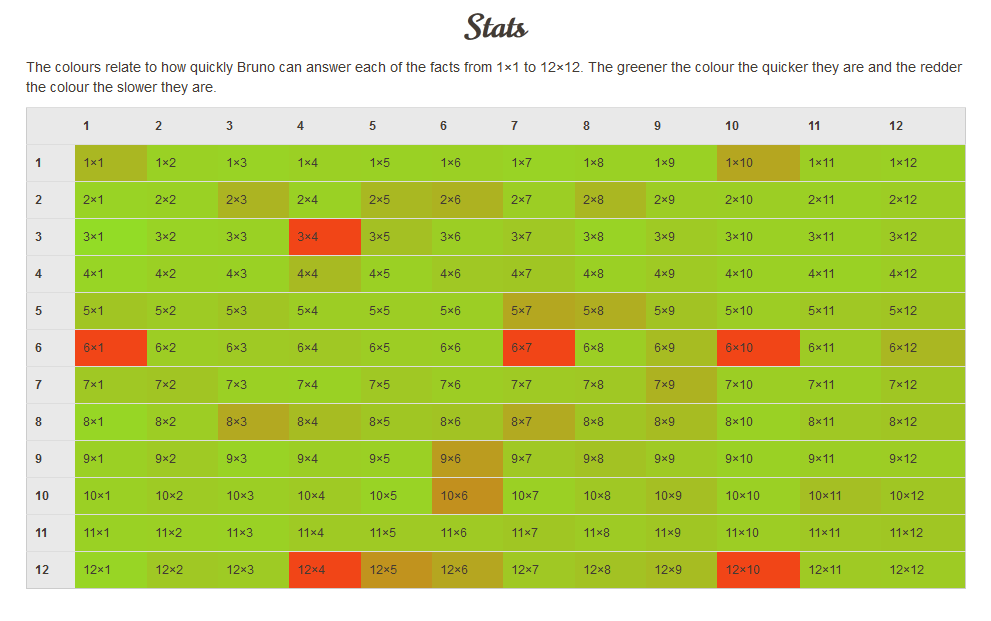 Stats
The colours relate to how quickly Bruno can answer each of the facts from 1×1 to 12×12. The greener the colour the quicker they are and the redder
the colour the slower they are.
1 2 3 4 5 6 7 8 9 10 11 12
1 1×1 1×2 1×3 1×4 1×5 1×6 1×7 1×8 1×9 1×10 1×11 1×12
2 2×1 2×2 2×3 2×4 2×5 2×6 2×7 2×8 2×9 2×10 2×11 2×12
3 3×1 3×2 3×3 3×4 3×5 3×6 3×7 3×8 3×9 3×10 3×11 3×12
4 4×1 4×2 4×3 4×4 4×5 4×6 4×7 4×8 4×9 4×10 4×11 4×12
5 5×1 5×2 5×3 5×4 5×5 5×6 5×7 5×8 5×9 5×10 5×11 5×12
6 6×1 6×2 6×3 6×4 6×5 6×6 6×7 6×8 6×9 6×10 6×11 6×12
7 7×1 7×2 7×3 7×4 7×5 7×6 7×7 7×8 7×9 7×10 7×11 7×12
8 8×1 8×2 8×3 8×4 8×5 8×6 8×7 8×8 8×9 8×10 8×11 8×12
9 9×1 9×2 9×3 9×4 9×5 9×6 9×7 9×8 9×9 9×10 9×11 9×12
10 10×1 10×2 10×3 10×4 10×5 10×6 10×7 10×8 10×9 10×10 10×11 10×12
11 11×1 11×2 11×3 11×4 11×5 11×6 11×7 11×8 11×9 11×10 11×11 11×12
12 12×1 12×2 12×3 12×4 12×5 12×6 12×7 12×8 12×9 12×10 12×11 12×12